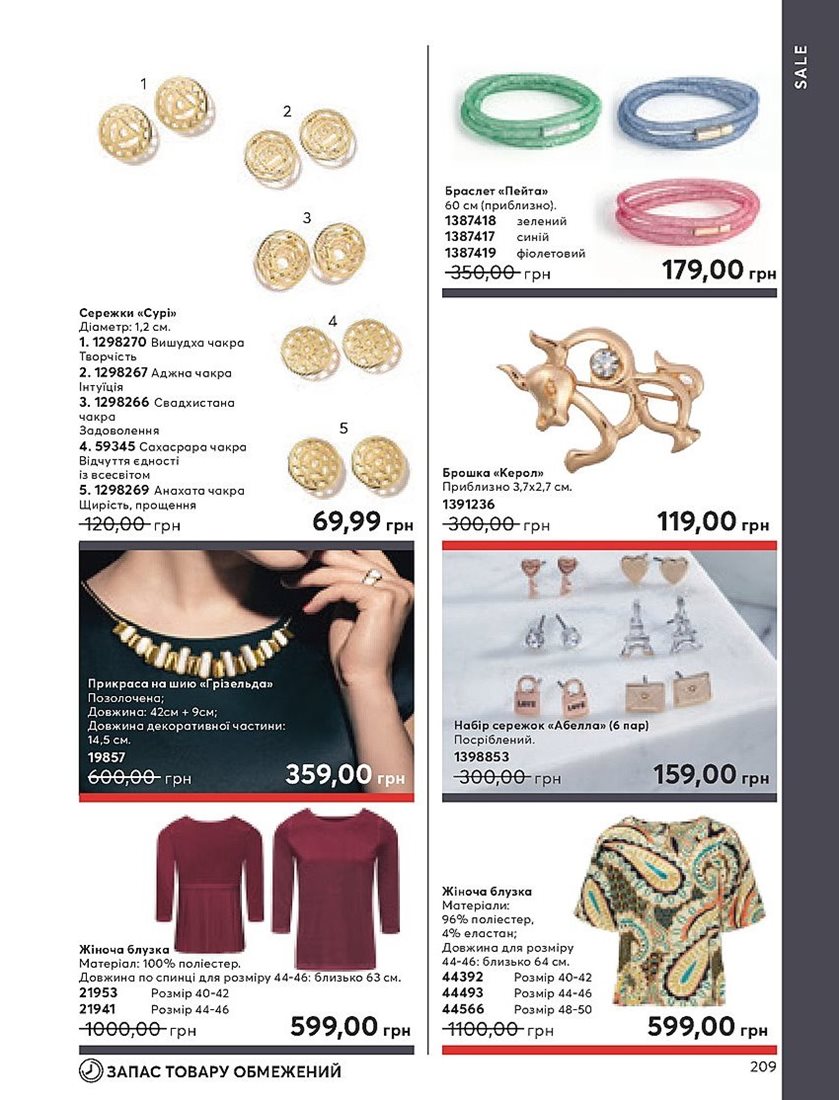 SALE
1
2
3
4
5
Сережки «Сурі»
Діаметр: 1,2 см.
1. 1298270 Вишудха чакра
Творчість
2. 1298267 Аджна чакра
Інтуїція
3. 1298266 Свадхистана
чакра
Задоволення
4. 59345 Сахасрара чакра
Відчуття єдності
із всесвітом
5. 1298269 Анахата чакра
Щирість, прощення
120,00 грн
69,99 грн
Прикраса на шию «Грізельда»
Позолочена;
Довжина: 42см + 9см;
Довжина декоративної частини:
14,5 см.
19857
600,00 грн
359,00 грн
Жіноча блузка
Матеріал: 100% поліестер.
Довжина по спинці для розміру 44-46: близько 63 см.
21953 Розмір 40-42
21941 Розмір 44-46
1000,00 грн
599,00 грн
Браслет «Пейта»
60 см (приблизно).
1387418 зелений
1387417 синій
1387419 фіолетовий
350,00 грн
179,00 грн
Брошка «Керол»
Приблизно 3,7х2,7 см.
1391236
300,00 грн
119,00 грн
LOVE
LOVE
Набір сережок «Абелла» (6 пар)
Посріблений.
1398853
300,00 грн
159,00 грн
Жіноча блузка
Матеріали:
96% поліестер,
4% еластан;
Довжина для розміру
44-46: близько 64 см.
44392 Розмір 40-42
44493 Розмір 44-46
44566 Розмір 48-50
1100,00 грн
599,00 грн
ЗАПАС ТОВАРУ ОБМЕЖЕНИЙ
209